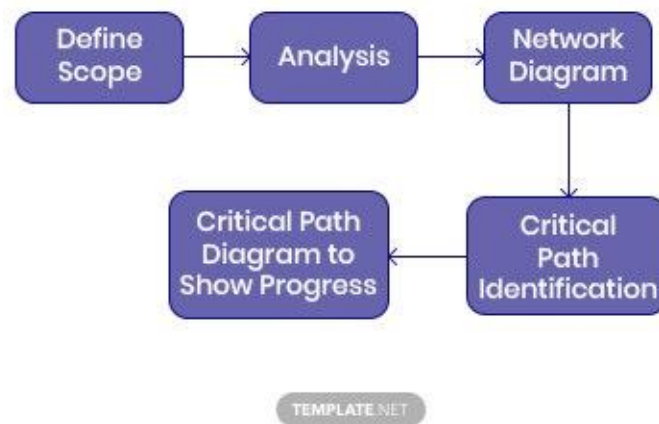 Define
Scope
Analysis
Network
Diagram
Critical
Path
Identification
Critical Path
Diagram to
Show Progress
TEMPLATE.NET